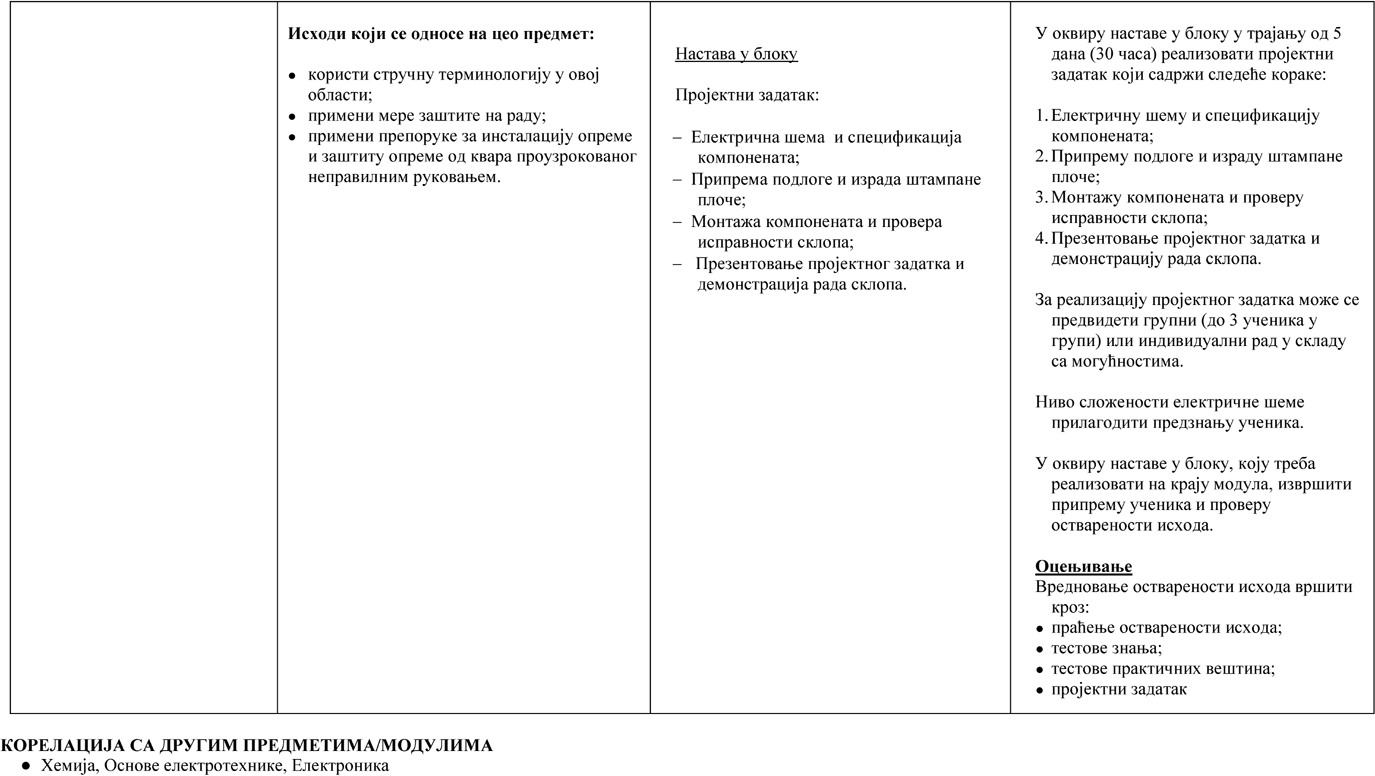 Исходи који се односе на цео предмет:
● користи стручну терминологију у овој
области;
● примени мере заштите на раду;
● примени препоруке за инсталацију опреме
и заштиту опреме од квара проузрокованог
неправилним руковањем.
Настава у блоку
Пројектни задатак:
– Електрична шема и спецификација
компонената;
– Припрема подлоге и израда штампане
плоче;
– Монтажа компонената и провера
исправности склопа;
– Презентовање пројектног задатка и
демонстрација рада склопа.
У оквиру наставе у блоку у трајању од 5
дана (30 часа) реализовати пројектни
задатак који садржи следеће кораке:
1. Електричну шему и спецификацију
компонената;
2. Припрему подлоге и израду штампане
плоче;
3. Монтажу компонената и проверу
исправности склопа;
4. Презентовање пројектног задатка и
демонстрацију рада склопа.
За реализацију пројектног задатка може се
предвидети групни (до 3 ученика у
групи) или индивидуални рад у складу
са могућностима.
Ниво сложености електричне шеме
прилагодити предзнању ученика.
У оквиру наставе у блоку, коју треба
реализовати на крају модула, извршити
припрему ученика и проверу
остварености исхода.
Оцењивање
Вредновање остварености исхода вршити
кроз:
● праћење остварености исхода;
● тестове знања;
● тестове практичних вештина;
● пројектни задатак
КОРЕЛАЦИЈА СА ДРУГИМ ПРЕДМЕТИМА/МОДУЛИМА
● Хемија, Основе електротехнике, Електроника